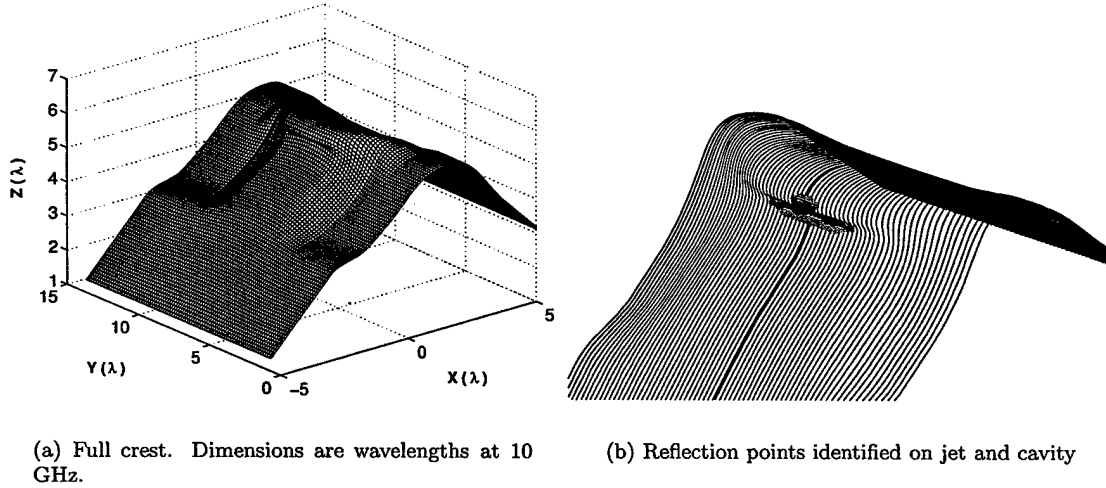 7
6
5
4
3
2
1
Z(λ)
15
10
5
0
Y(λ)
-5
0
5
X(λ)
(a) Full crest. Dimensions are wavelengths at 10
GHz.
(b) Reflection points identified on jet and cavity